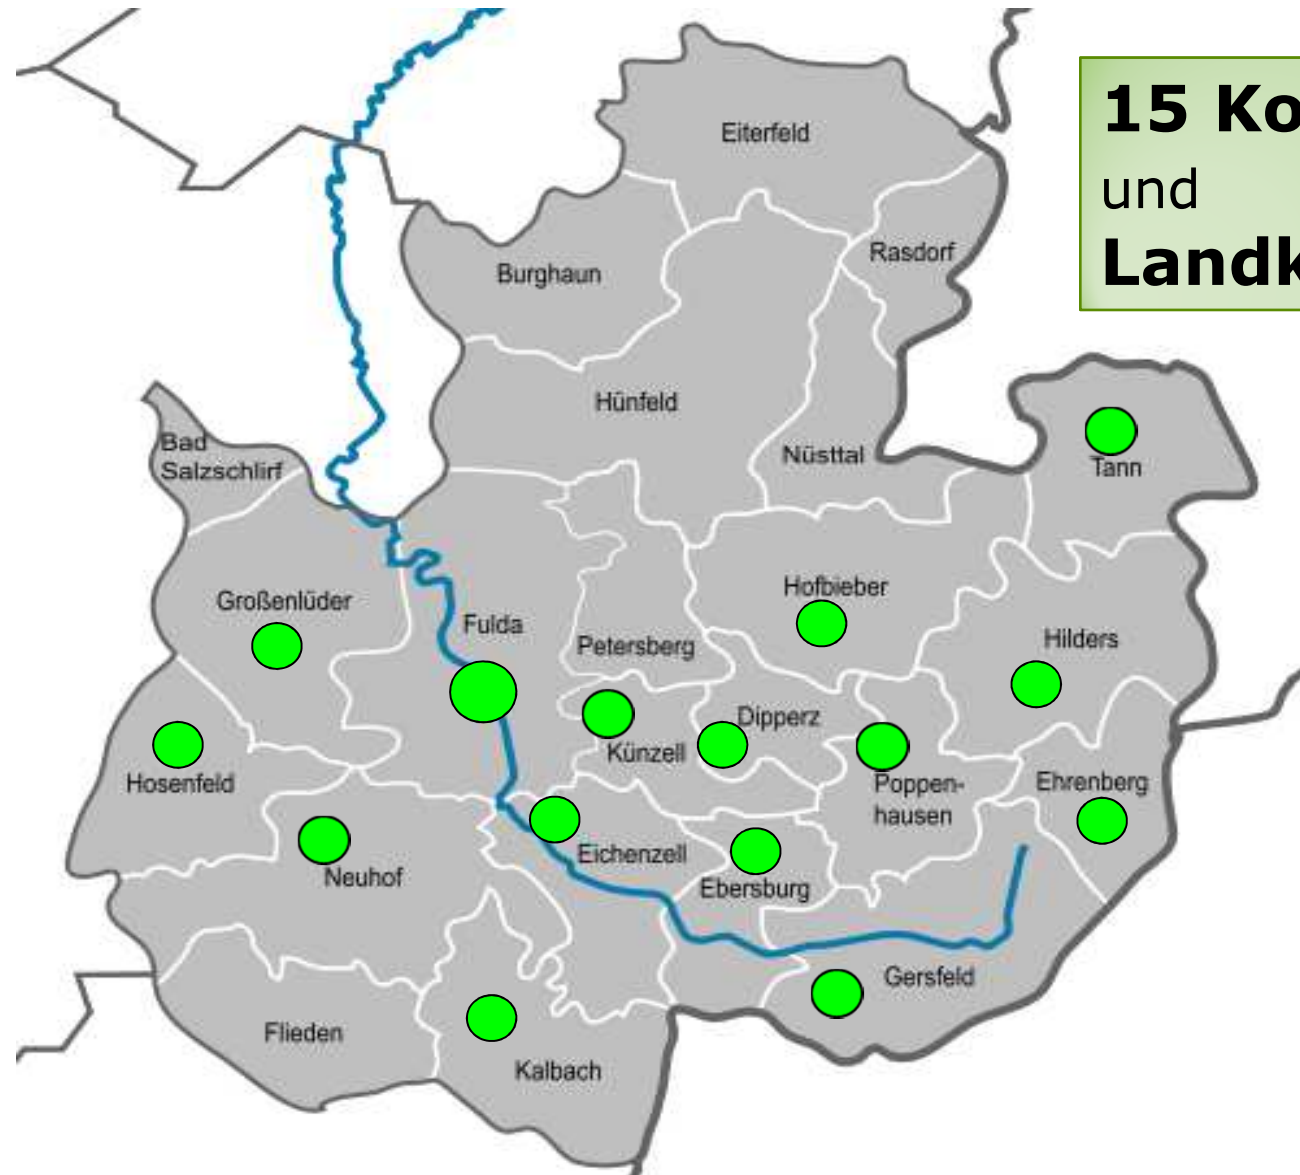 15 Ko
und
Landk
Eiterfeld
Rasdorf
Burghaun
Hünfeld
Nüsttal
Tann
Bad
Salzschlirf
Großenlüder
Fulda
Petersberg
Hofbieber
Hilders
Dipperz
Künzell
Hosenfeld
Poppen-
hausen
Ehrenberg
Eichenzell
Neuhof
Ebersburg
Gersfeld
Flieden
Kalbach